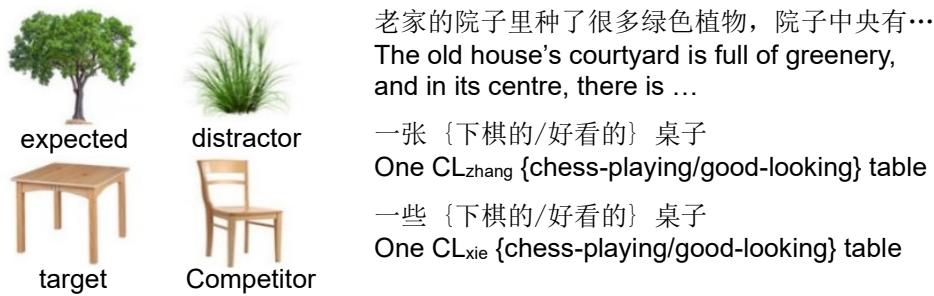 expected
distractor
target
Competitor
老家的院子里种了很多绿色植物，院子中央有…
The old house’s courtyard is full of greenery,
and in its centre, there is …
一张 {下棋的/好看的} 桌子
One CLzhang {chess-playing/good-looking} table
一些 {下棋的/好看的} 桌子
One CLxie {chess-playing/good-looking} table